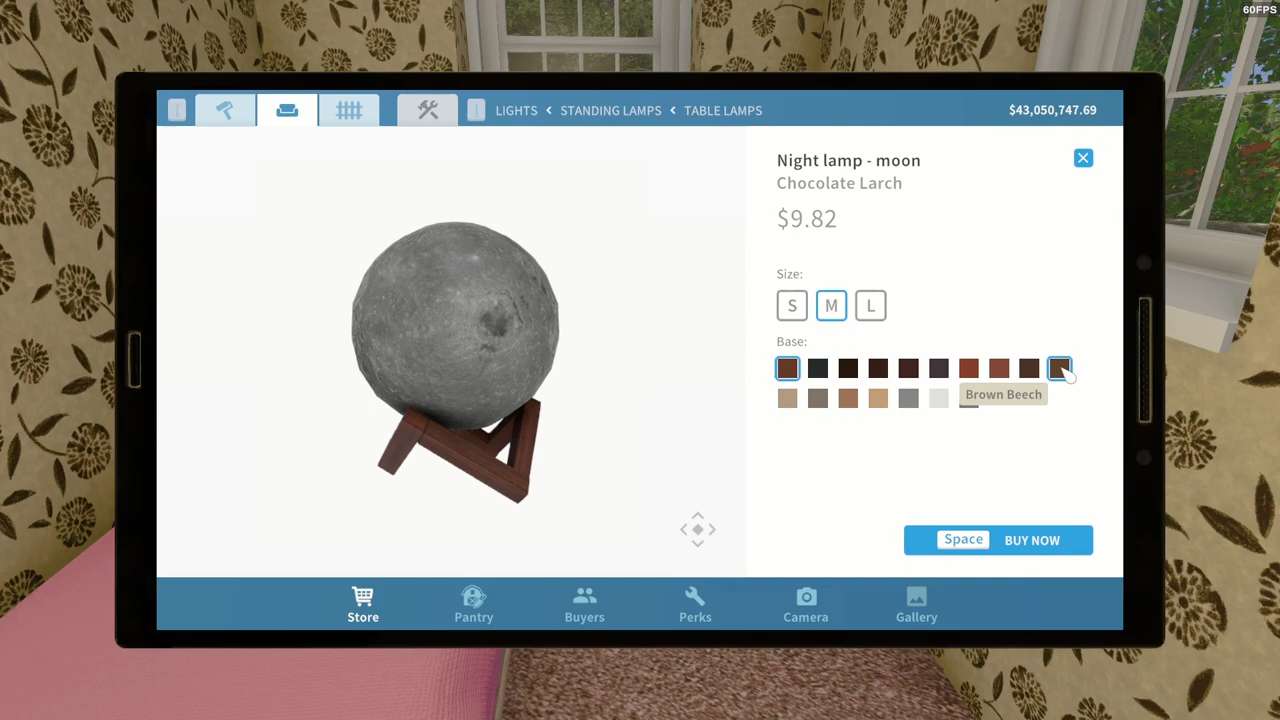 60FPS
LIGHTS < STANDING LAMPS < TABLE LAMPS
$43,050,747.69
Night lamp - moon
Chocolate Larch
$9.82
Size:
S M L
Base:
Brown Beech
Space BUY NOW
Store Pantry Buyers Perks Camera Gallery